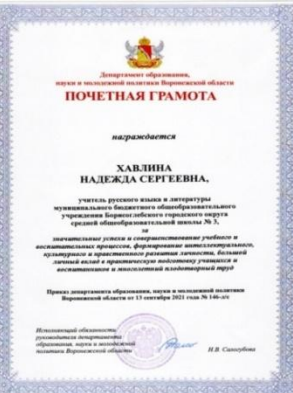 Департамент образования,
науки и молодежной политики Воронежской области
ПОЧЕТНАЯ ГРАМОТА
награждается
ХАВЛИНА
НАДЕЖДА СЕРГЕЕВНА,
учитель русского языка и литературы
муниципального бюджетного общеобразовательного
учреждения Борисоглебского городского округа
средней общеобразовательной школы № 3,
за
значительные успехи в совершенствование учебного и
воспитательных процессов, формирование интеллектуального,
культурного и нравственного развития личности, большой
личный вклад в практическую подготовку учащихся и
воспитанников и многолетний плодотворный труд
Приказ департамента образования, науки и молодежной политики
Воронежской области от 13 сентября 2021 года № 146-л/с
Исполняющий обязанности
руководителя департамента
образования, науки и молодежной
политики Воронежской области
Н.В. Салогубова